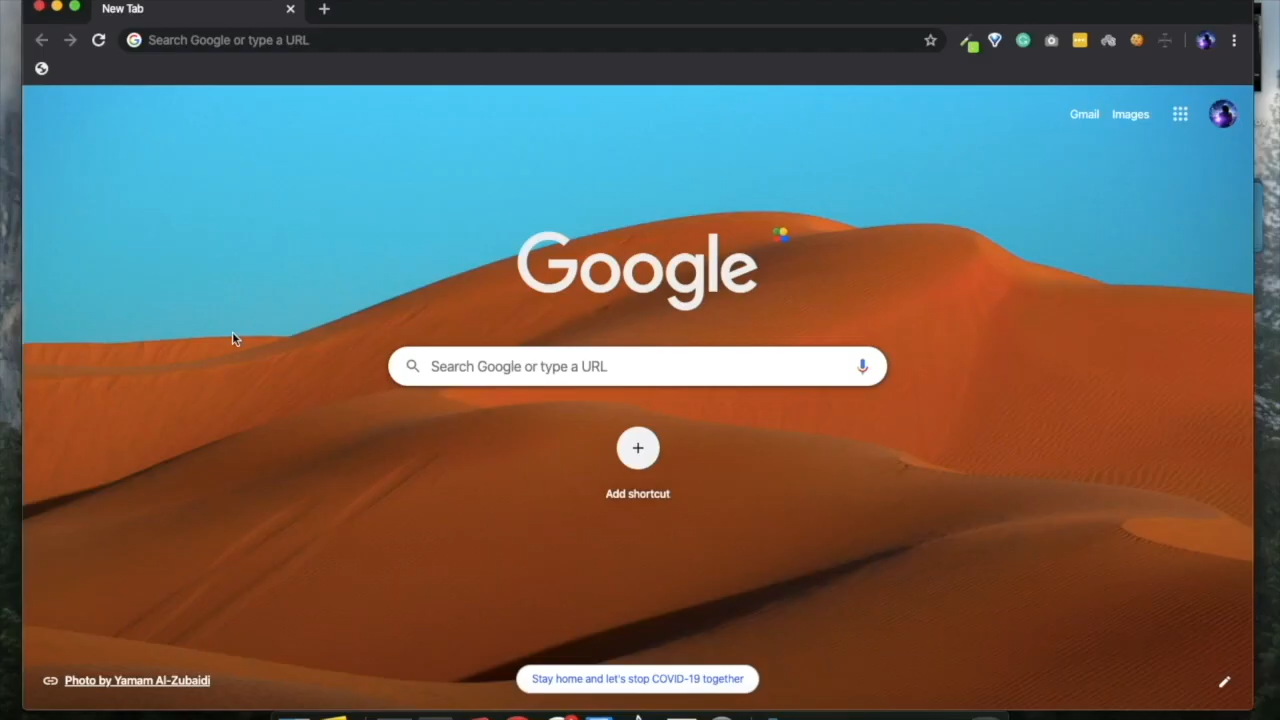 New Tab
Search Google or type a URL
Gmail Images
Google
Search Google or type a URL
Add shortcut
Photo by Yamam Al-Zubaidi
Stay home and let's stop COVID-19 together